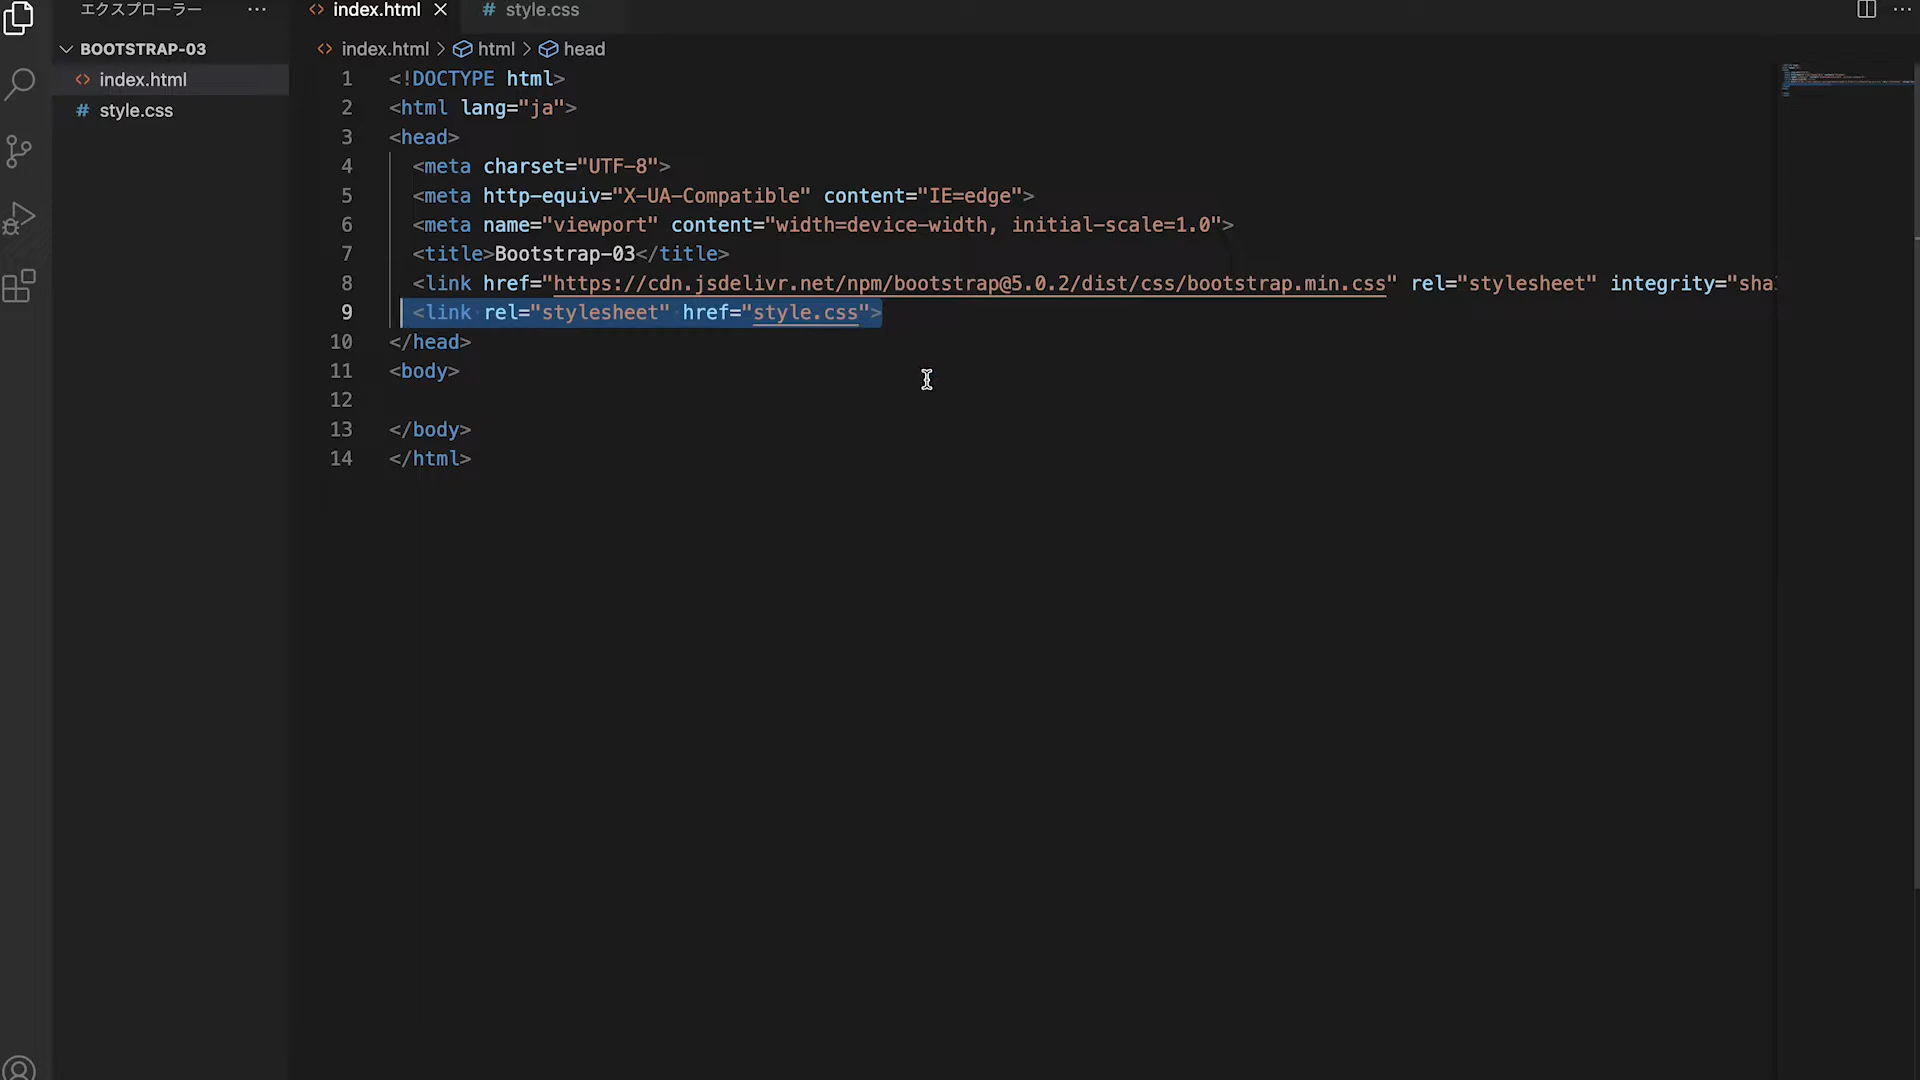 エクスプローラー ...
BOOTSTRAP-03
<> index.html
# style.css
<> index.html × # style.css ...
<> index.html > html > head
1 <!DOCTYPE html>
2 <html lang="ja">
3 <head>
4 <meta charset="UTF-8">
5 <meta http-equiv="X-UA-Compatible" content="IE=edge">
6 <meta name="viewport" content="width=device-width, initial-scale=1.0">
7 <title>Bootstrap-03</title>
8 <link href="https://cdn.jsdelivr.net/npm/bootstrap@5.0.2/dist/css/bootstrap.min.css" rel="stylesheet" integrity="sha
9 <link rel="stylesheet" href="style.css">
10 </head>
11 <body>
12
13 </body>
14 </html>